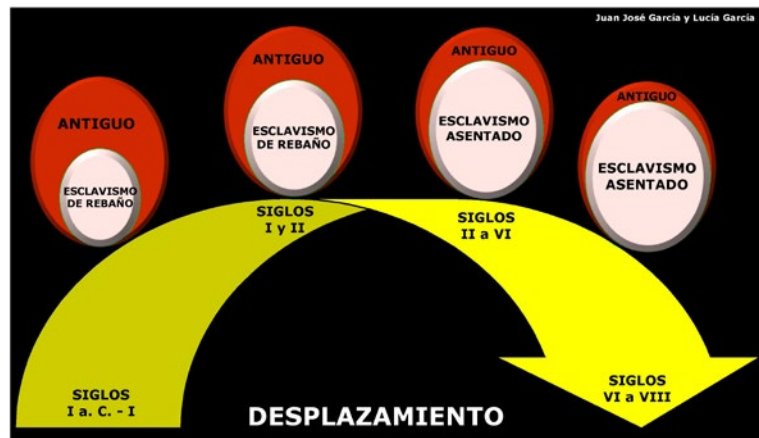 Juan José García y Lucía García
ANTIGUO
ESCLAVISMO
DE REBAÑO
ANTIGUO
ESCLAVISMO
DE REBAÑO
ANTIGUO
ESCLAVISMO
ASENTADO
ANTIGUO
ESCLAVISMO
ASENTADO
SIGLOS
I a. C. - I
SIGLOS
I y II
SIGLOS
II a VI
SIGLOS
VI a VIII
DESPLAZAMIENTO